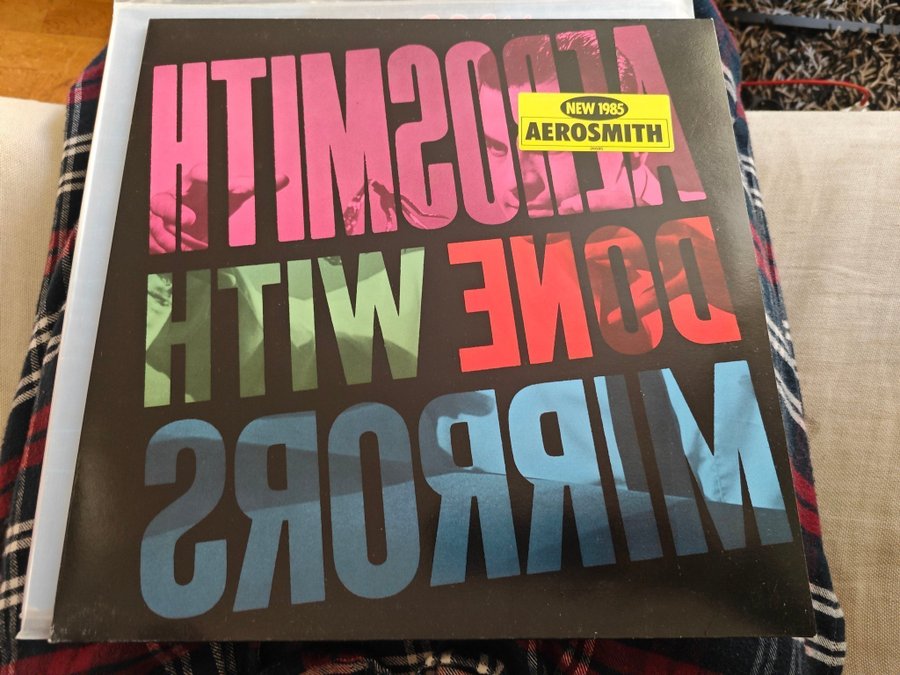 AEROSMITH
NEW 1985
AEROSMITH
DONE WITH
MIRRORS